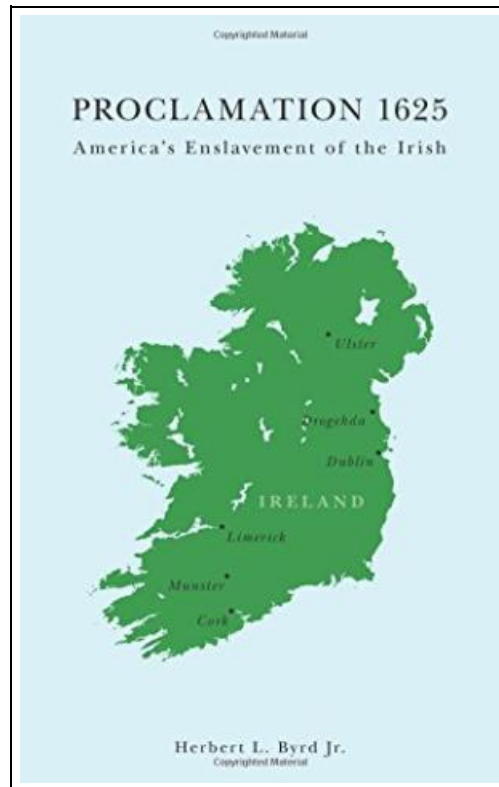 Copyrighted Material
PROCLAMATION 1625
America's Enslavement of the Irish
Ulster
Drogehda
Dublin
IRELAND
Limerick
Munster
Cork
Herbert L. Byrd Jr.
Copyrighted Material